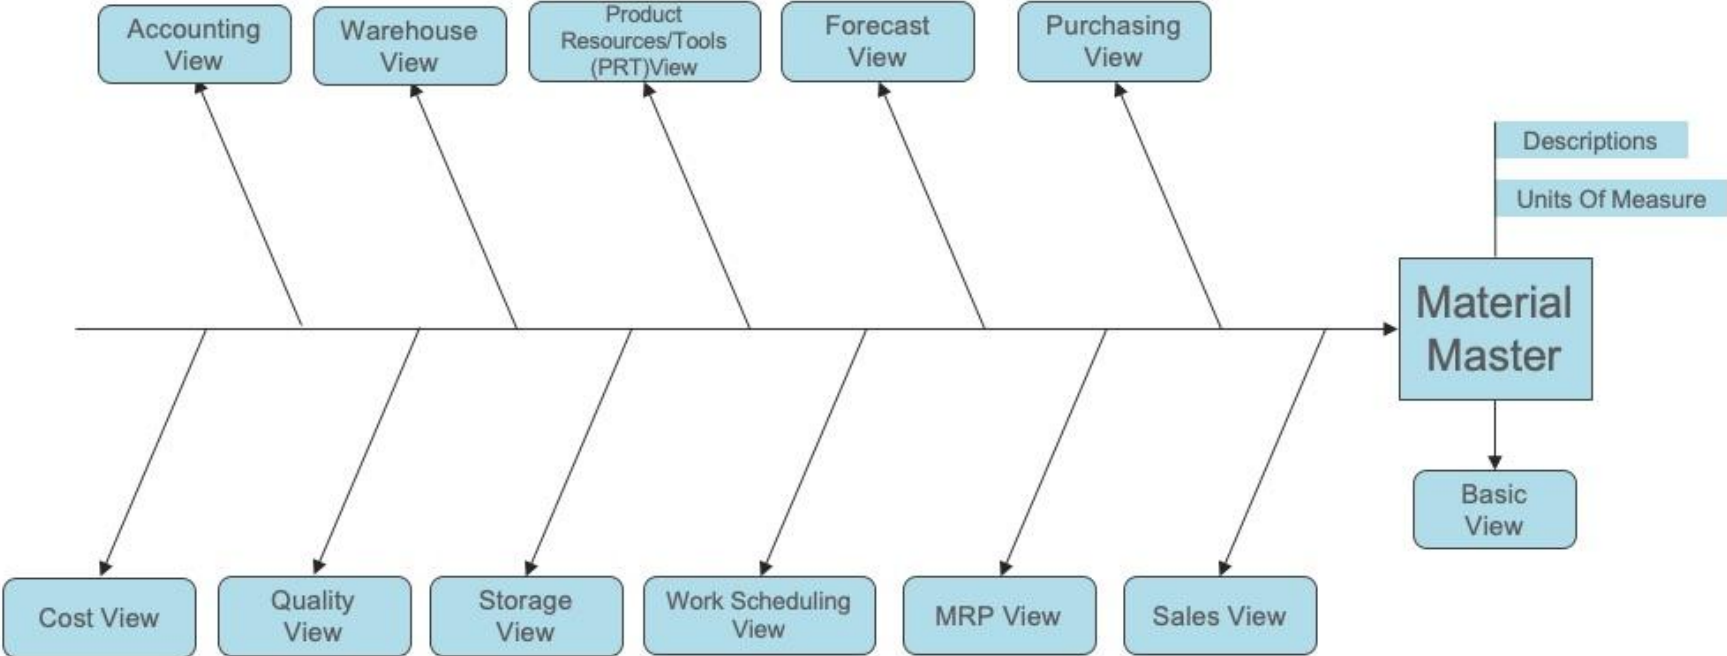 Accounting
View
Warehouse
View
Product
Resources/Tools
(PRT)View
Forecast
View
Purchasing
View
Descriptions
Units Of Measure
Material
Master
Basic
View
Cost View
Quality
View
Storage
View
Work Scheduling
View
MRP View
Sales View